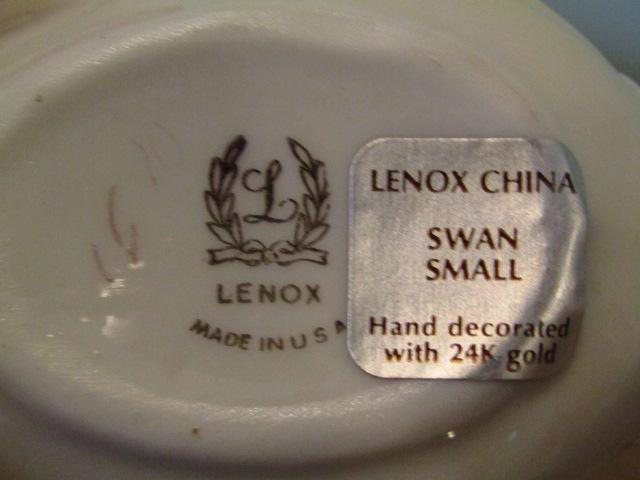 L
LENOX
MADE IN USA
LENOX CHINA
SWAN
SMALL
Hand decorated
with 24K gold